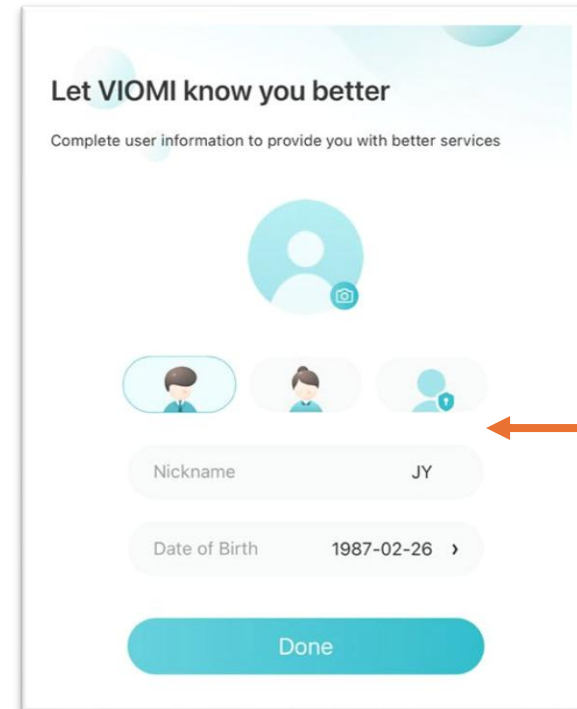 Let VIOMI know you better
Complete user information to provide you with better services
Nickname JY
Date of Birth 1987-02-26 ›
Done